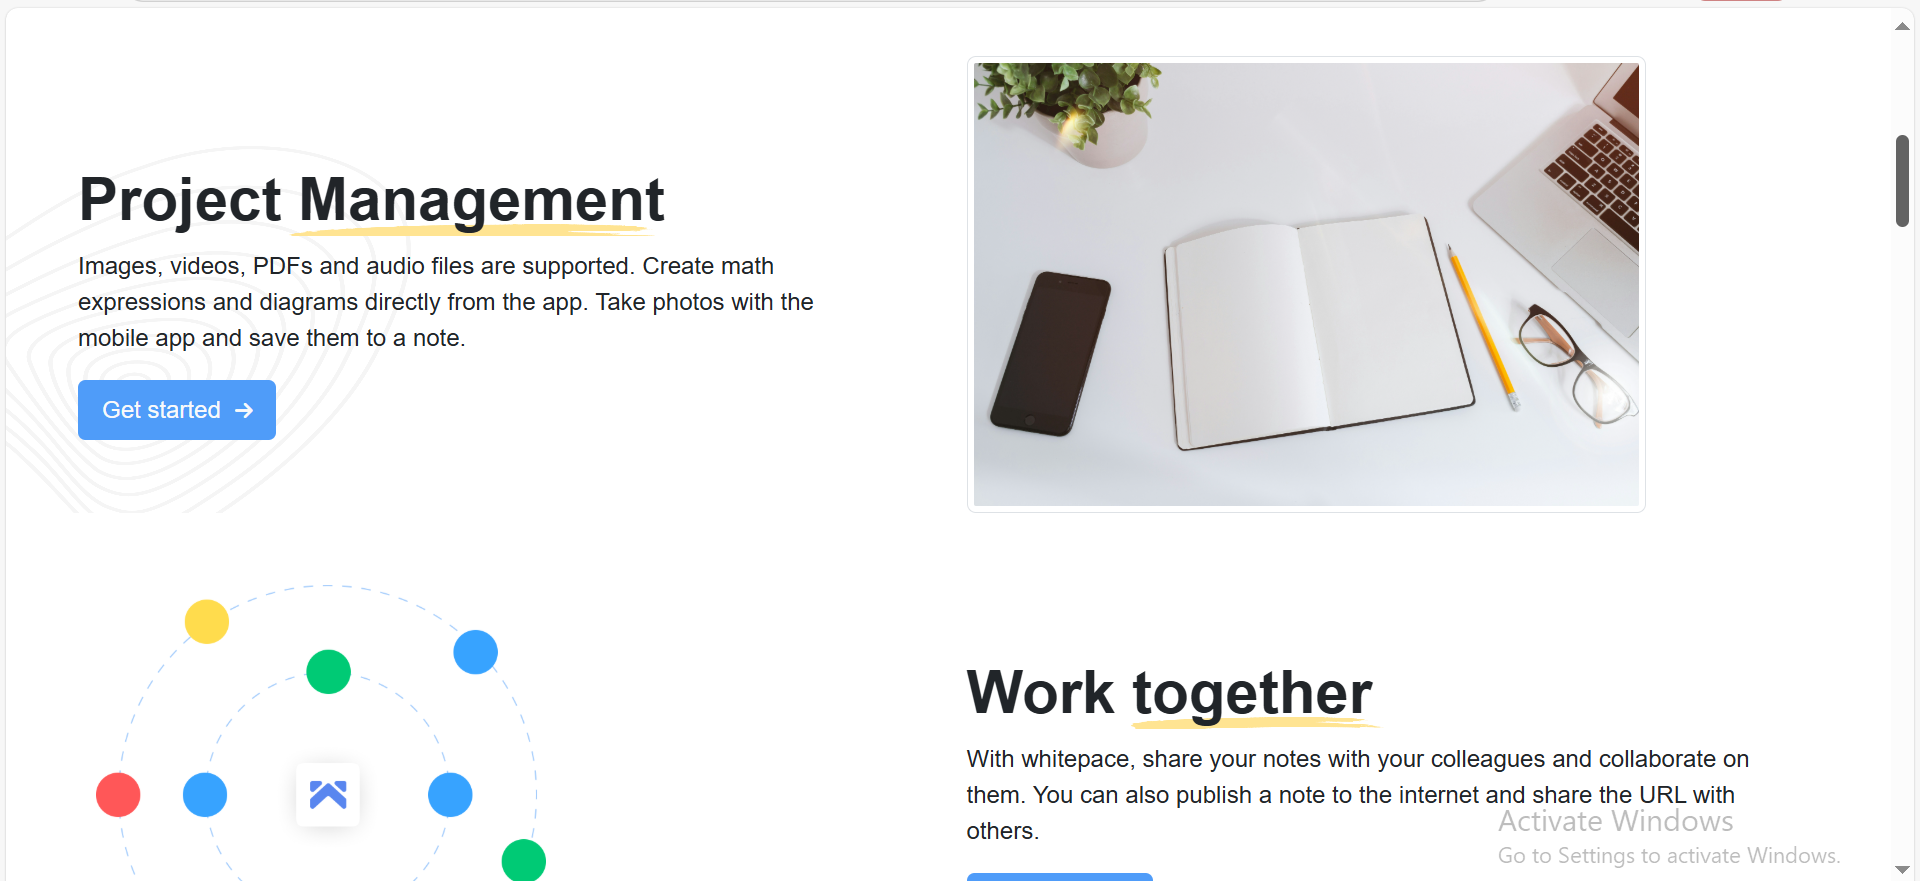 Project Management
Images, videos, PDFs and audio files are supported. Create math
expressions and diagrams directly from the app. Take photos with the
mobile app and save them to a note.
Get started
Work together
With whitepace, share your notes with your colleagues and collaborate on
them. You can also publish a note to the internet and share the URL with
others.
Activate Windows
Go to Settings to activate Windows.